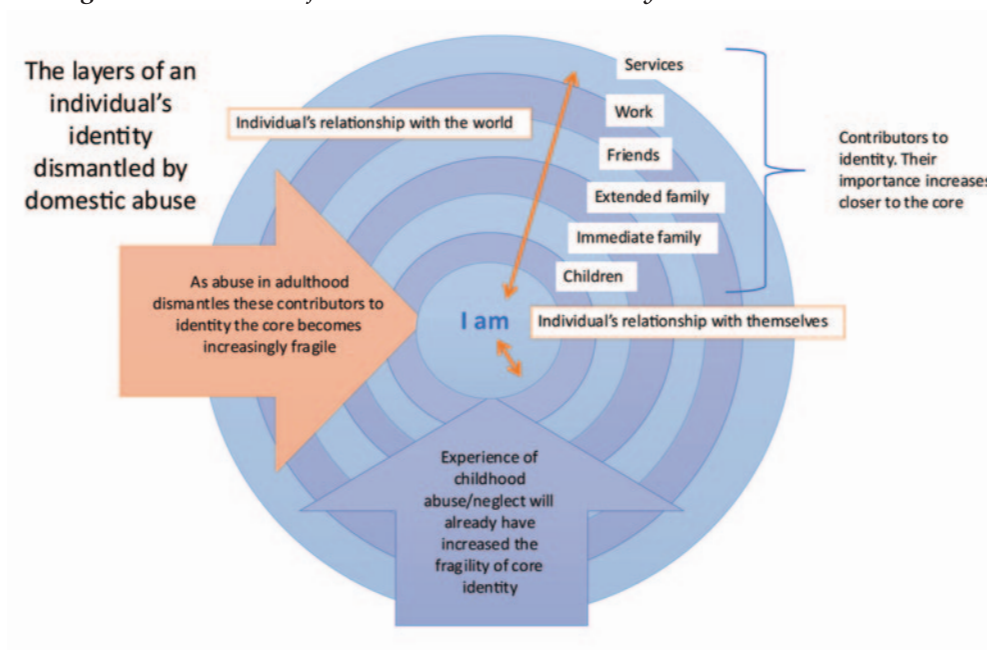 The layers of an
individual's
identity
dismantled by
domestic abuse
Individual's relationship with the world
Services
Work
Friends
Extended family
Immediate family
Children
Contributors to
identity. Their
importance increases
closer to the core
As abuse in adulthood
dismantles these contributors to
identity the core becomes
increasingly fragile
I am
Individual's relationship with themselves
Experience of
childhood
abuse/neglect will
already have
increased the
fragility of core
identity